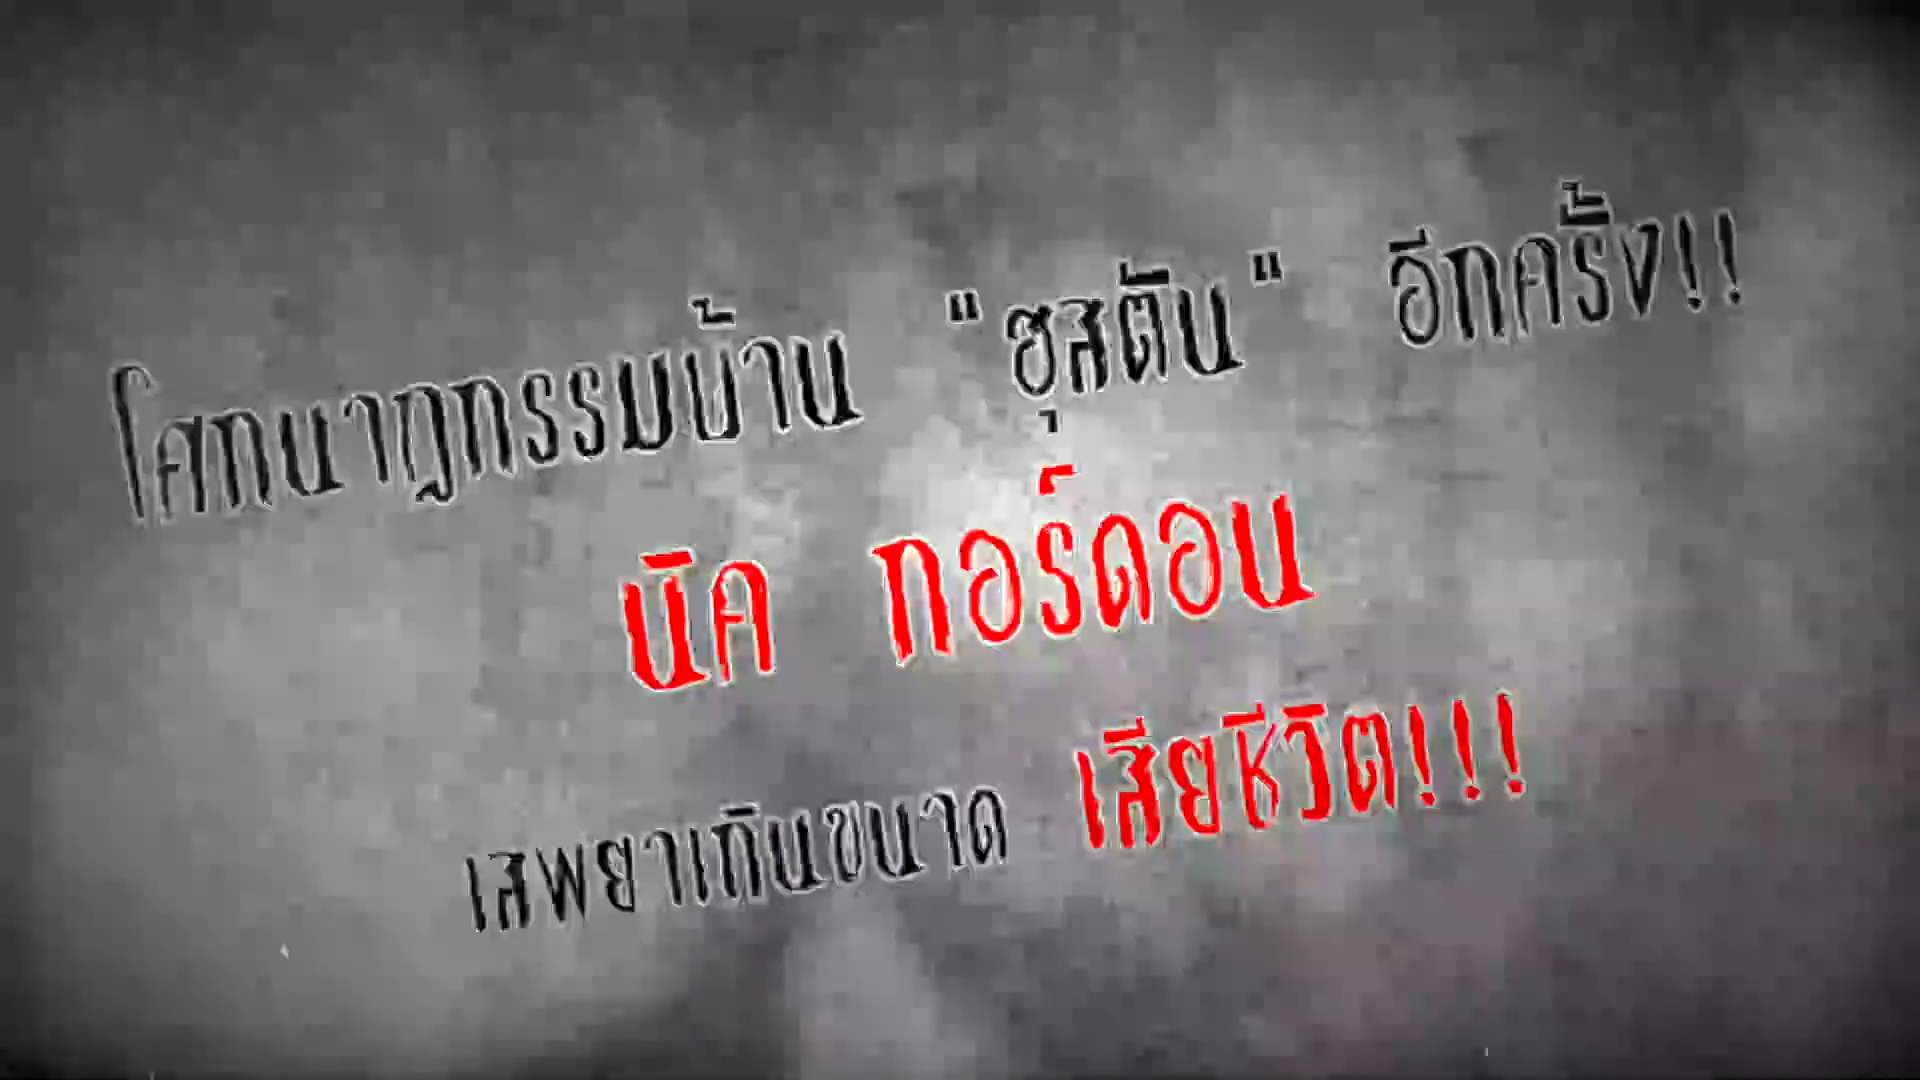 โศกนาฏกรรมบ้าน "ฮุสตัน" อีกครั้ง!!
นิค กอร์ดอน
เสพยาเกินขนาด เสียชีวิต!!!